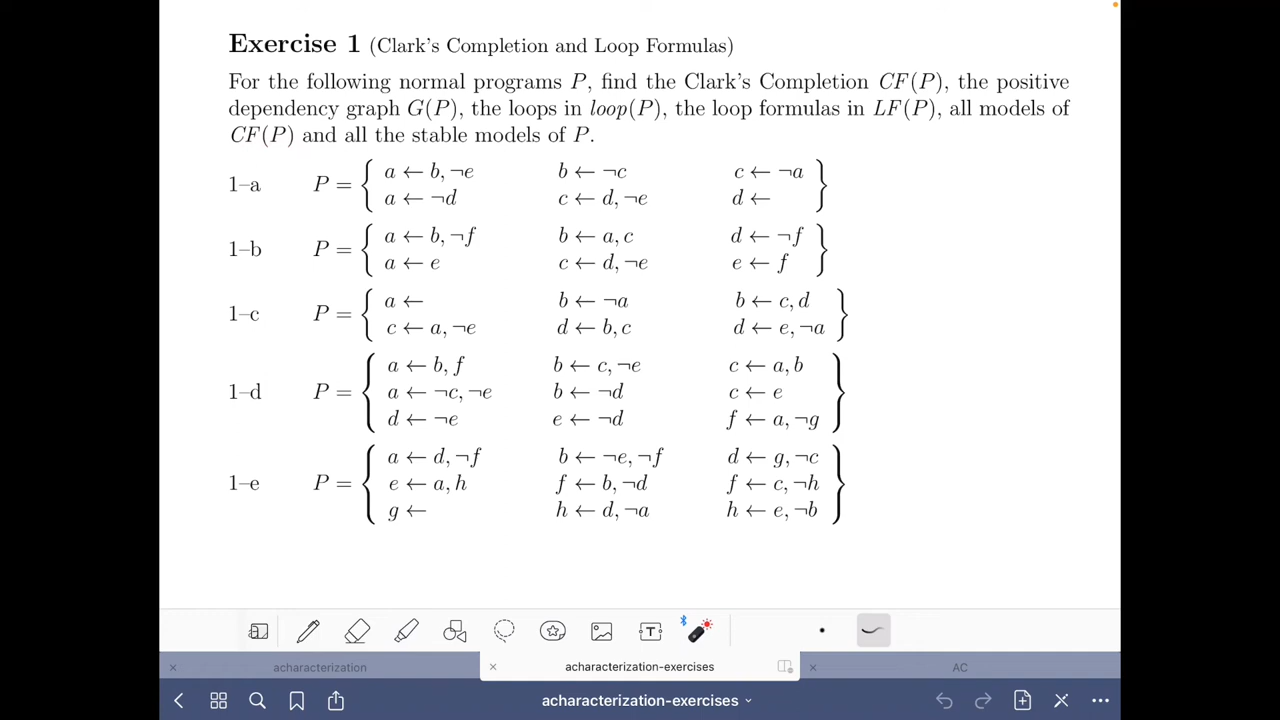 Exercise 1 (Clark's Completion and Loop Formulas)
For the following normal programs P, find the Clark's Completion CF(P), the positive
dependency graph G(P), the loops in loop(P), the loop formulas in LF(P), all models of
CF(P) and all the stable models of P.
1–a P = { a ← b, ¬e b ← ¬c c ← ¬a
a ← ¬d c ← d, ¬e d ← }
1–b P = { a ← b, ¬f b ← a, c d ← ¬f
a ← e c ← d, ¬e e ← f }
1–c P = { a ← b ← ¬a b ← c, d
c ← a, ¬e d ← b, c d ← e, ¬a }
1–d P = { a ← b, f b ← c, ¬e c ← a, b
a ← ¬c, ¬e b ← ¬d c ← e
d ← ¬e e ← ¬d f ← a, ¬g }
1–e P = { a ← d, ¬f b ← ¬e, ¬f d ← g, ¬c
e ← a, h f ← b, ¬d f ← c, ¬h
g ← h ← d, ¬a h ← e, ¬b }
T
× acharacterization × acharacterization-exercises × AC
acharacterization-exercises